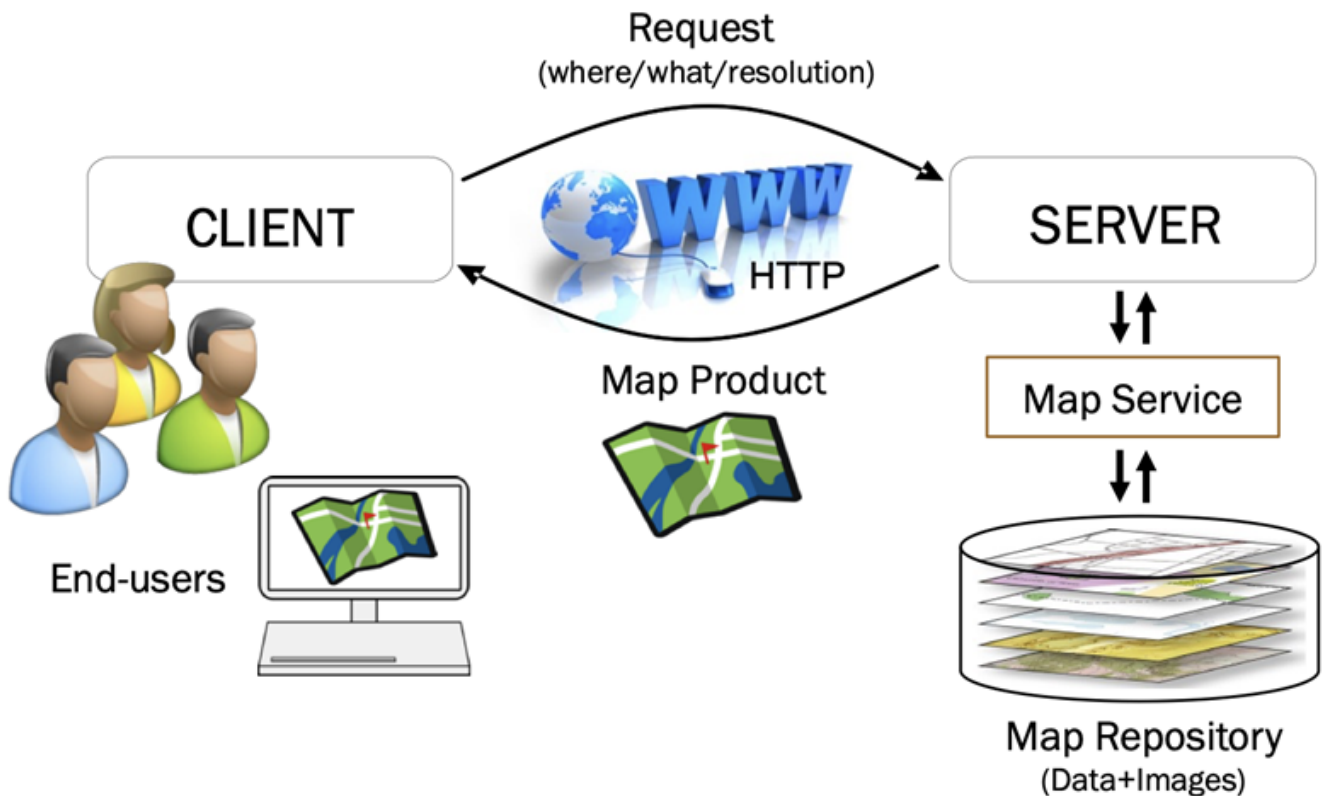 Request
(where/what/resolution)
CLIENT
WWW
HTTP
SERVER
Map Product
Map Service
End-users
Map Repository
(Data+Images)